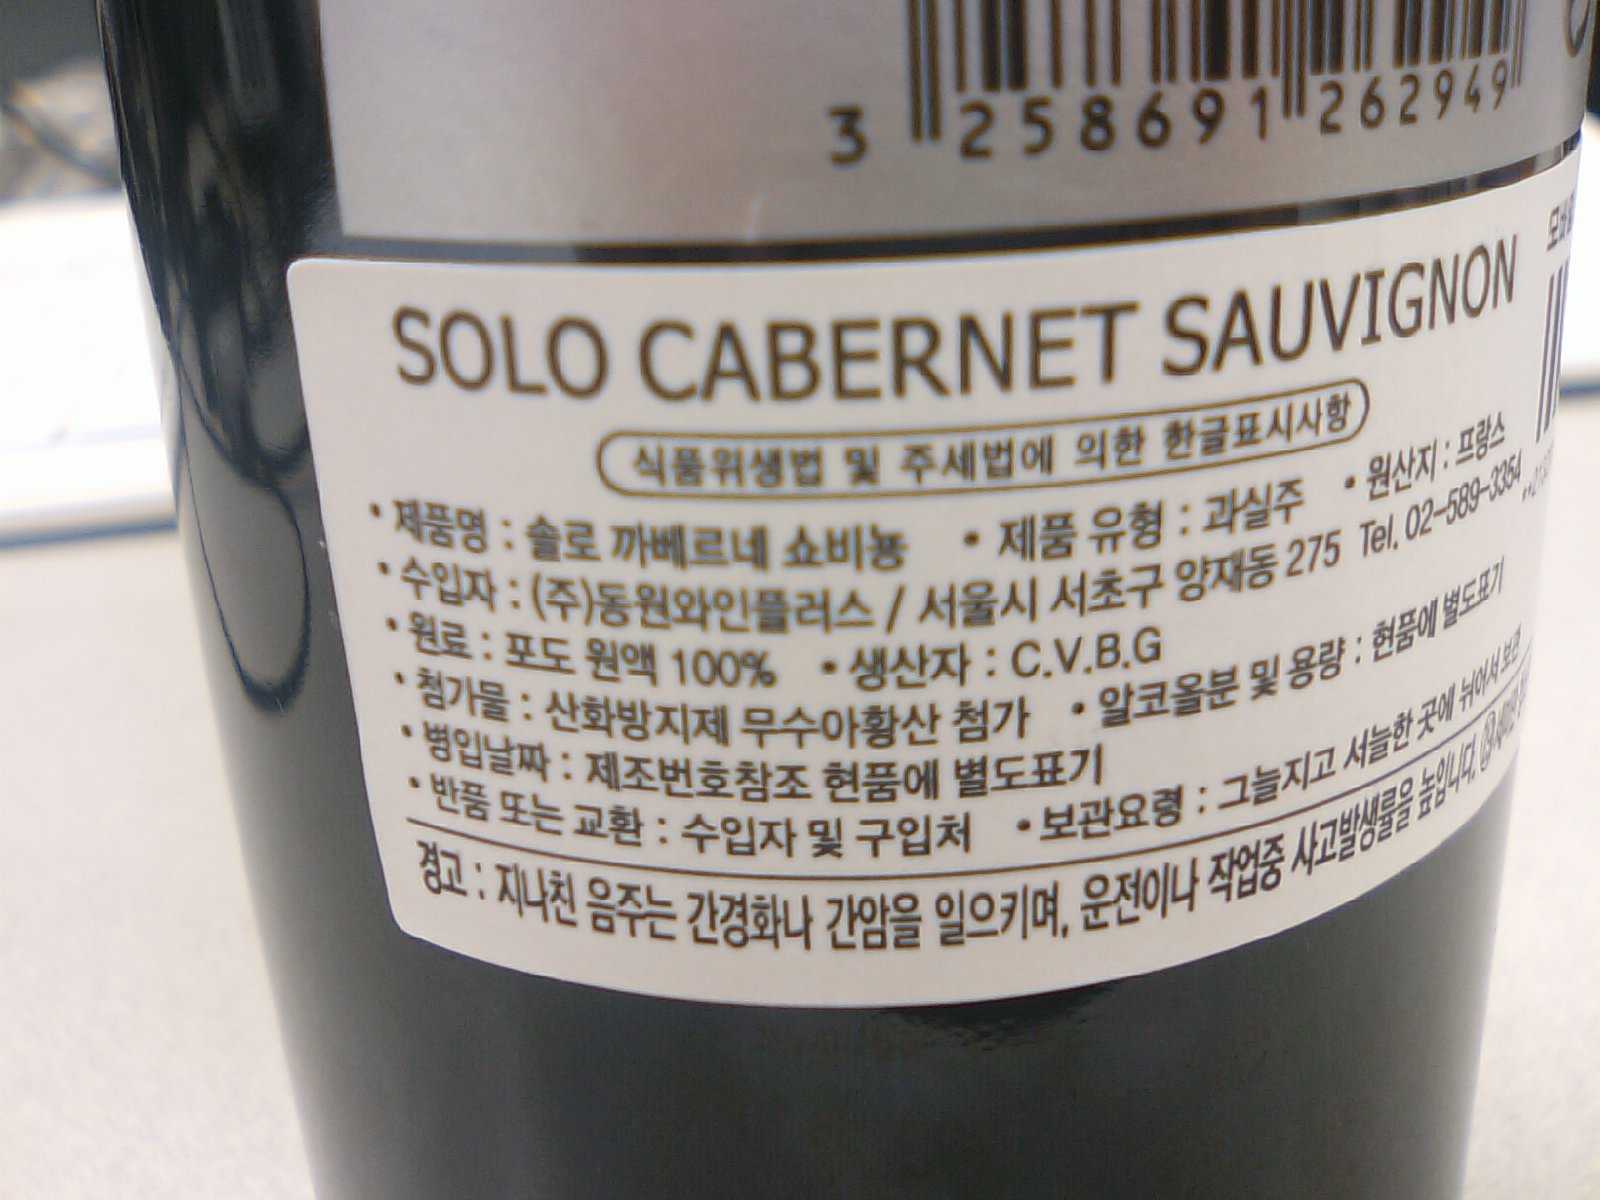 3 258691 262949
SOLO CABERNET SAUVIGNON
식품위생법 및 주세법에 의한 한글표시사항
• 제품명 : 솔로 까베르네 쇼비뇽 • 제품 유형 : 과실주 • 원산지 : 프랑스
• 수입자 : (주)동원와인플러스 / 서울시 서초구 양재동 275 Tel. 02-589-3354
• 원료 : 포도 원액 100% • 생산자 : C.V.B.G
• 첨가물 : 산화방지제 무수아황산 첨가 • 알코올분 및 용량 : 현품에 별도표기
• 병입날짜 : 제조번호참조 현품에 별도표기
• 반품 또는 교환 : 수입자 및 구입처 • 보관요령 : 그늘지고 서늘한 곳에 뉘어서 보관
경고 : 지나친 음주는 간경화나 간암을 일으키며, 운전이나 작업중 사고발생률을 높입니다.